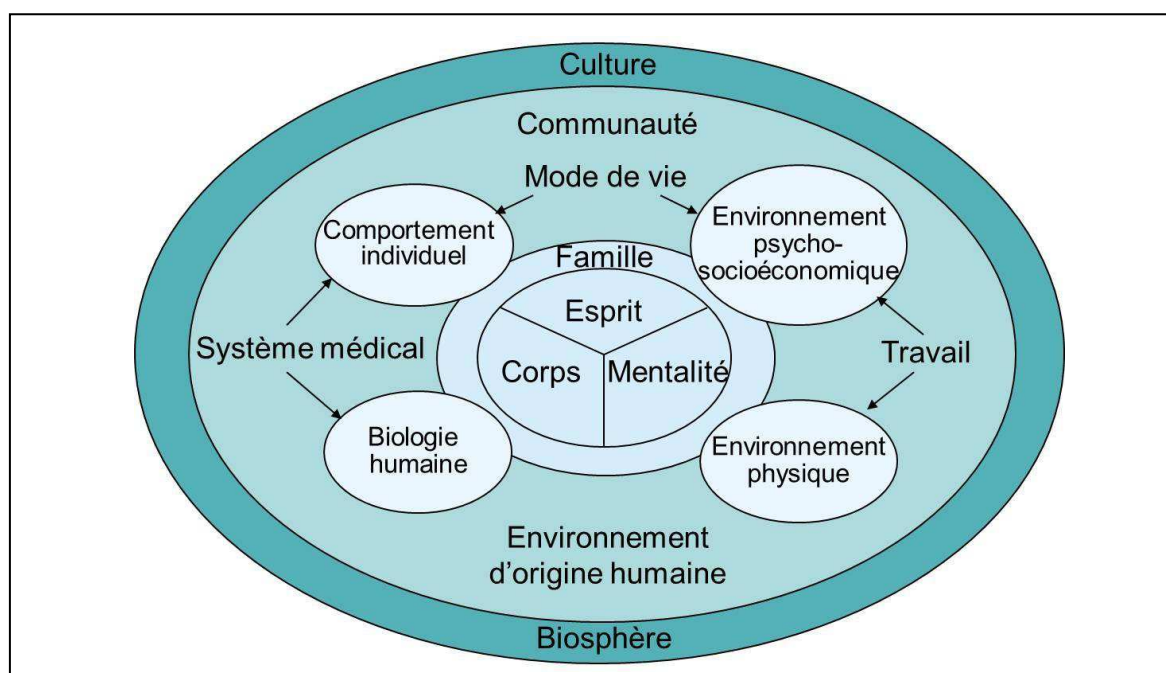 Culture
Communauté
Mode de vie
Comportement
individuel
Environnement
psycho-
socioéconomique
Famille
Esprit
Système médical
Corps
Mentalité
Travail
Biologie
humaine
Environnement
physique
Environnement
d'origine humaine
Biosphère